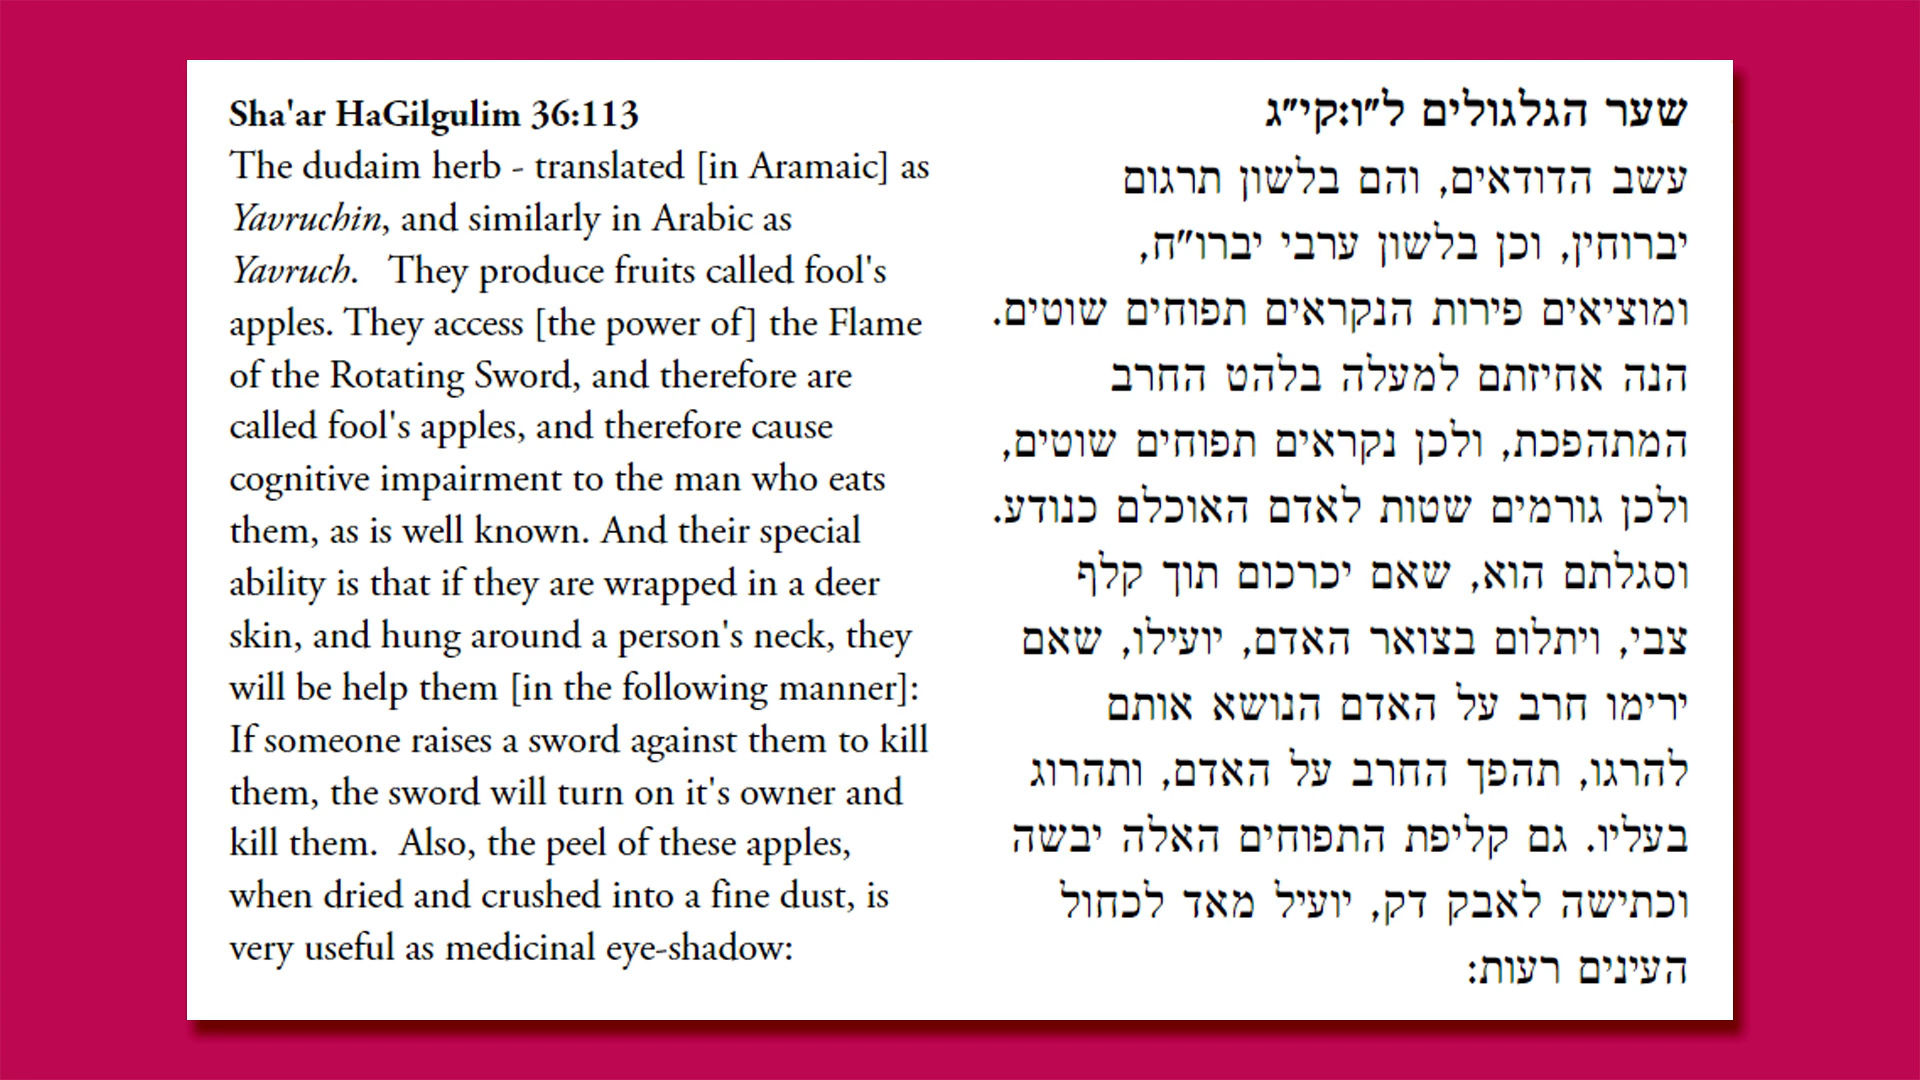 Sha'ar HaGilgulim 36:113
The dudaim herb - translated [in Aramaic] as
Yavruchin, and similarly in Arabic as
Yavruch.   They produce fruits called fool's
apples. They access [the power of] the Flame
of the Rotating Sword, and therefore are
called fool's apples, and therefore cause
cognitive impairment to the man who eats
them, as is well known. And their special
ability is that if they are wrapped in a deer
skin, and hung around a person's neck, they
will be help them [in the following manner]:
If someone raises a sword against them to kill
them, the sword will turn on it's owner and
kill them.  Also, the peel of these apples,
when dried and crushed into a fine dust, is
very useful as medicinal eye-shadow:
שער הגלגולים ל״ו:קי״ג
עשב הדודאים, והם בלשון תרגום
יברוחין, וכן בלשון ערבי יברו״ח,
ומוציאים פירות הנקראים תפוחים שוטים.
הנה אחיזתם למעלה בלהט החרב
המתהפכת, ולכן נקראים תפוחים שוטים,
ולכן גורמים שטות לאדם האוכלם כנודע.
וסגלתם הוא, שאם יכרכום תוך קלף
צבי, ויתלום בצואר האדם, יועילו, שאם
ירימו חרב על האדם הנושא אותם
להרגו, תהפך החרב על האדם, ותהרוג
בעליו. גם קליפת התפוחים האלה יבשה
וכתישה לאבק דק, יועיל מאד לכחול
העינים רעות: